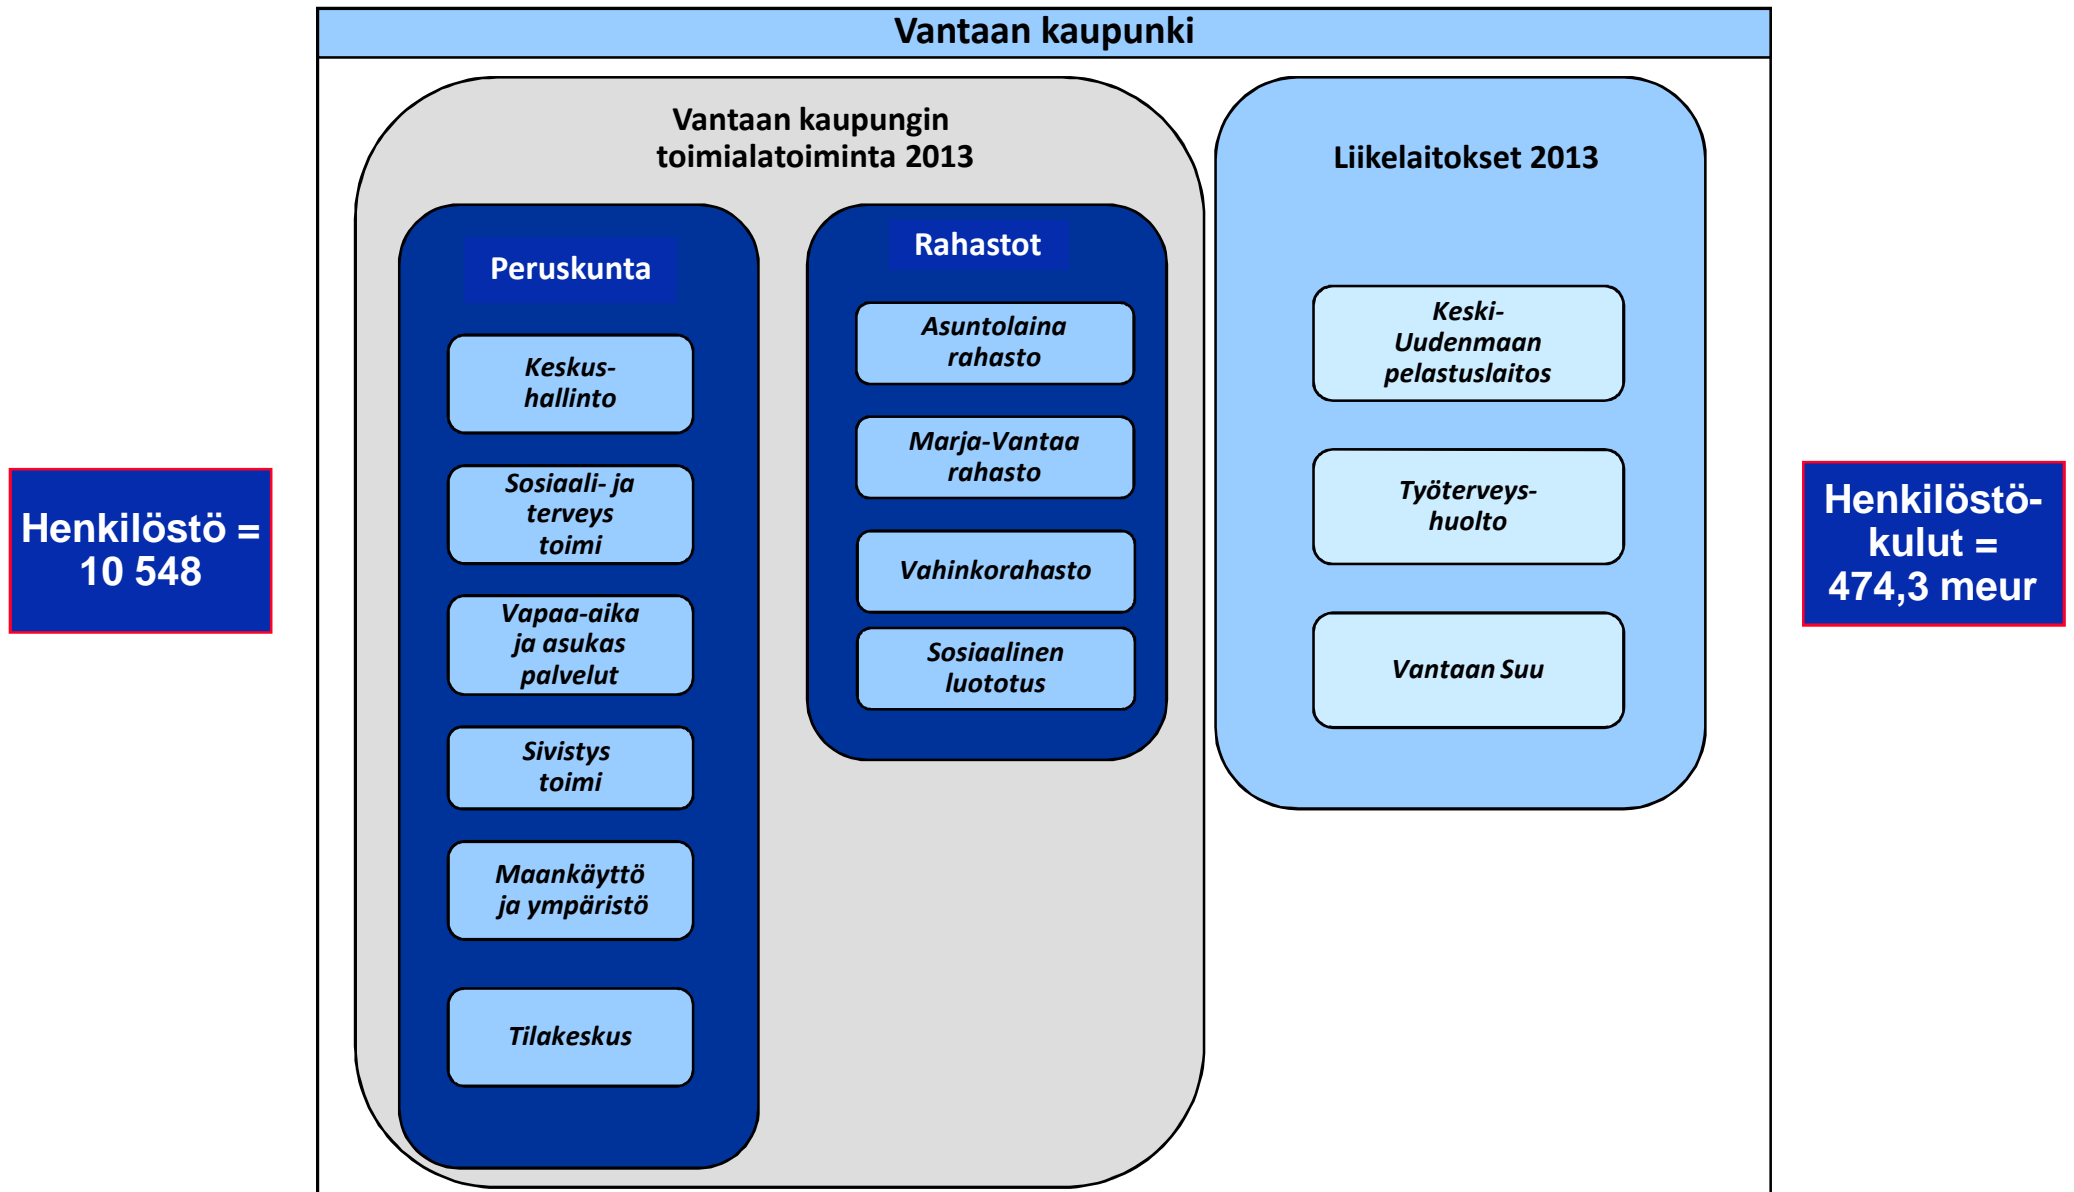 Vantaan kaupunki
Vantaan kaupungin
toimialatoiminta 2013
Peruskunta
Keskus-
hallinto
Sosiaali- ja
terveys
toimi
Vapaa-aika
ja asukas
palvelut
Sivistys
toimi
Maankäyttö
ja ympäristö
Tilakeskus
Rahastot
Asuntolaina
rahasto
Marja-Vantaa
rahasto
Vahinkorahasto
Sosiaalinen
luototus
Liikelaitokset 2013
Keski-
Uudenmaan
pelastuslaitos
Työterveys-
huolto
Vantaan Suu
Henkilöstö =
10 548
Henkilöstö-
kulut =
474,3 meur